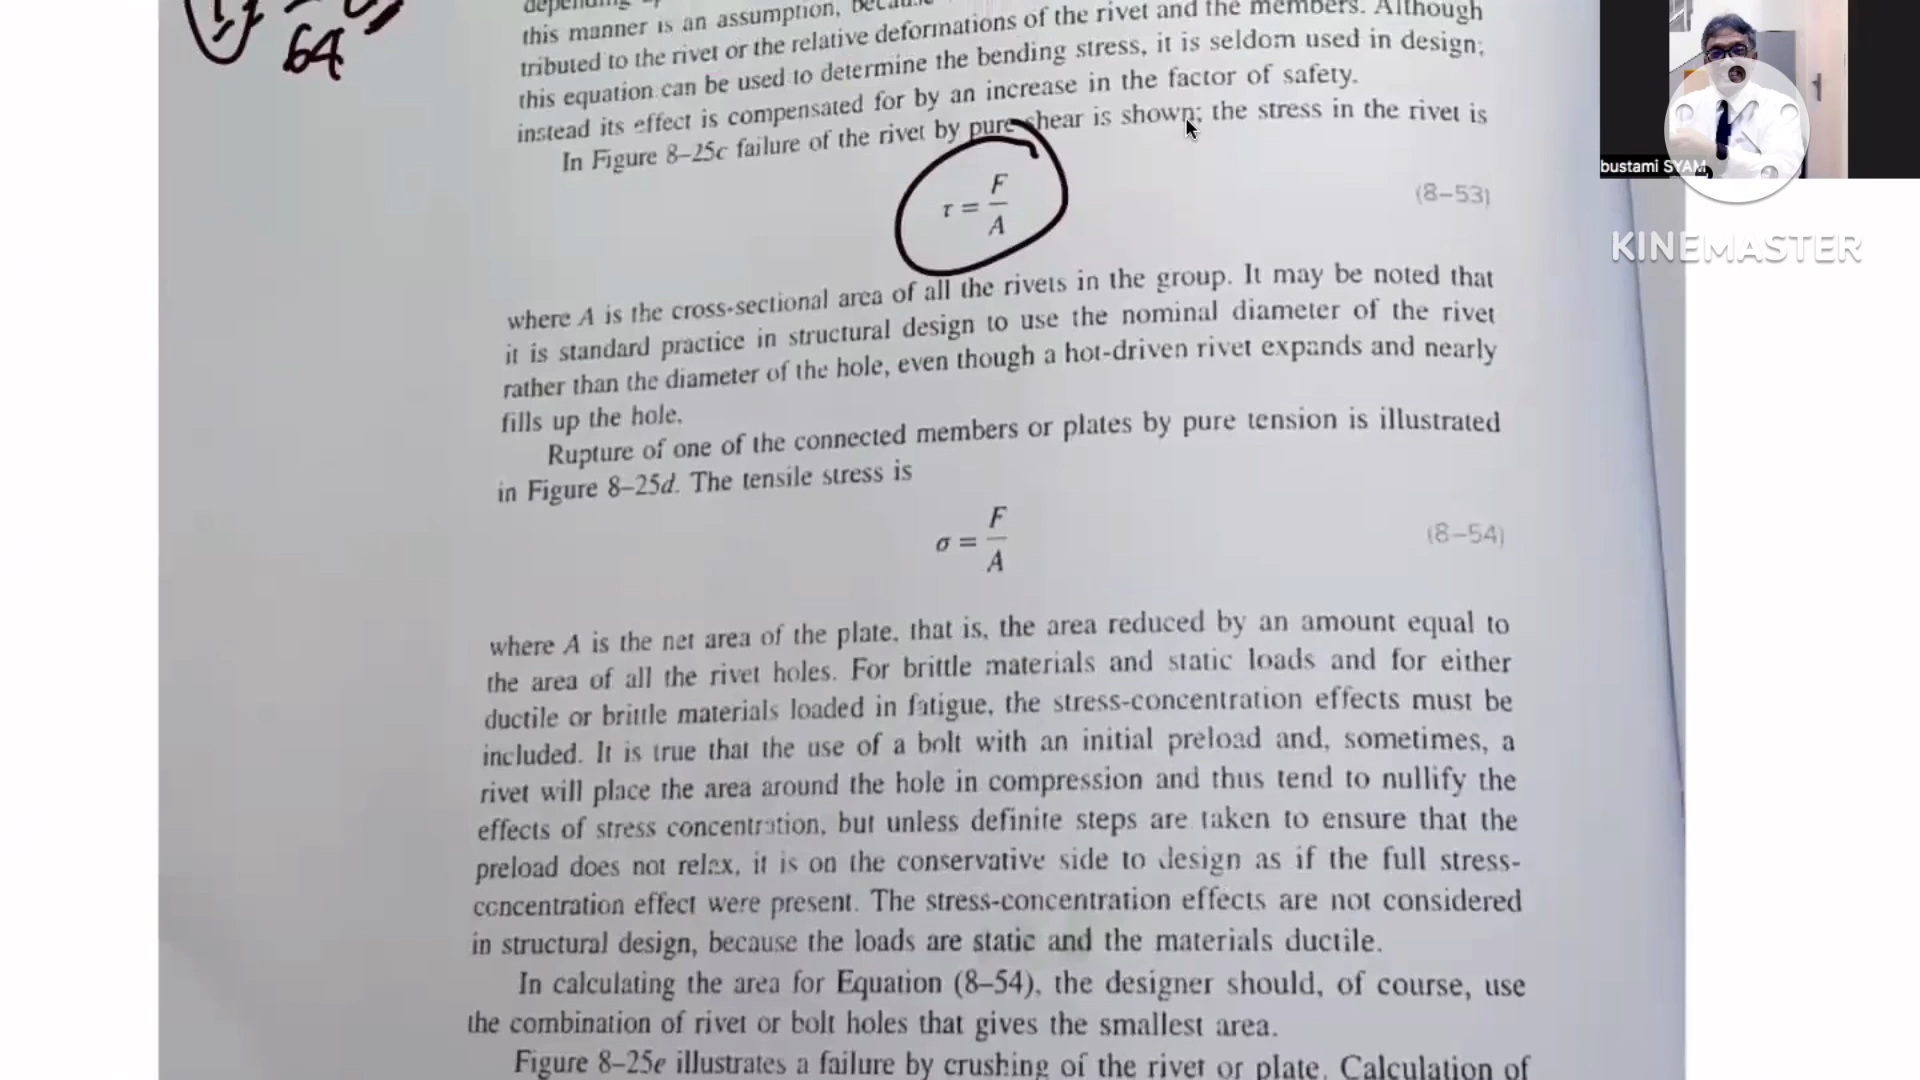 64
depending
this manner is an assumption,
tributed to the rivet or the relative deformations of the rivet and the members. Although
this equation can be used to determine the bending stress, it is seldom used in design;
instead its effect is compensated for by an increase in the factor of safety.
In Figure 8–25c failure of the rivet by pure shear is shown; the stress in the rivet is
τ = F/A (8–53)
where A is the cross-sectional area of all the rivets in the group. It may be noted that
it is standard practice in structural design to use the nominal diameter of the rivet
rather than the diameter of the hole, even though a hot-driven rivet expands and nearly
fills up the hole.
Rupture of one of the connected members or plates by pure tension is illustrated
in Figure 8–25d. The tensile stress is
σ = F/A (8–54)
where A is the net area of the plate, that is, the area reduced by an amount equal to
the area of all the rivet holes. For brittle materials and static loads and for either
ductile or brittle materials loaded in fatigue, the stress-concentration effects must be
included. It is true that the use of a bolt with an initial preload and, sometimes, a
rivet will place the area around the hole in compression and thus tend to nullify the
effects of stress concentration, but unless definite steps are taken to ensure that the
preload does not relax, it is on the conservative side to design as if the full stress-
concentration effect were present. The stress-concentration effects are not considered
in structural design, because the loads are static and the materials ductile.
In calculating the area for Equation (8–54), the designer should, of course, use
the combination of rivet or bolt holes that gives the smallest area.
Figure 8–25e illustrates a failure by crushing of the rivet or plate. Calculation of
bustami SYAM
KINEMASTER